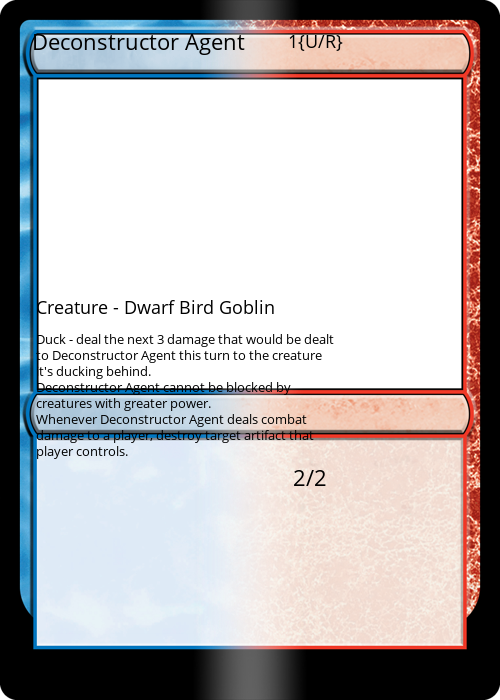 Deconstructor Agent 1{U/R}
Creature - Dwarf Bird Goblin
Duck - deal the next 3 damage that would be dealt
to Deconstructor Agent this turn to the creature
it's ducking behind.
Deconstructor Agent cannot be blocked by
creatures with greater power.
Whenever Deconstructor Agent deals combat
damage to a player, destroy target artifact that
player controls.
2/2